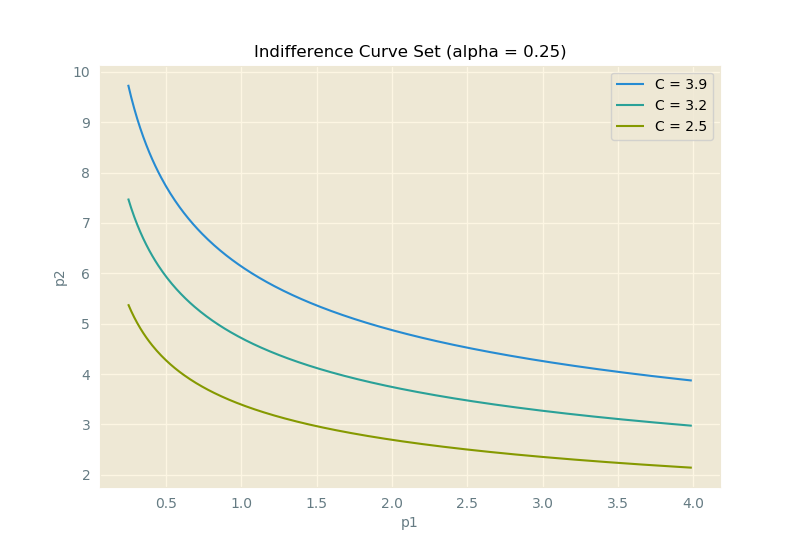 Indifference Curve Set (alpha = 0.25)
C = 3.9
C = 3.2
C = 2.5
p2
10
9
8
7
6
5
4
3
2
0.5 1.0 1.5 2.0 2.5 3.0 3.5 4.0
p1